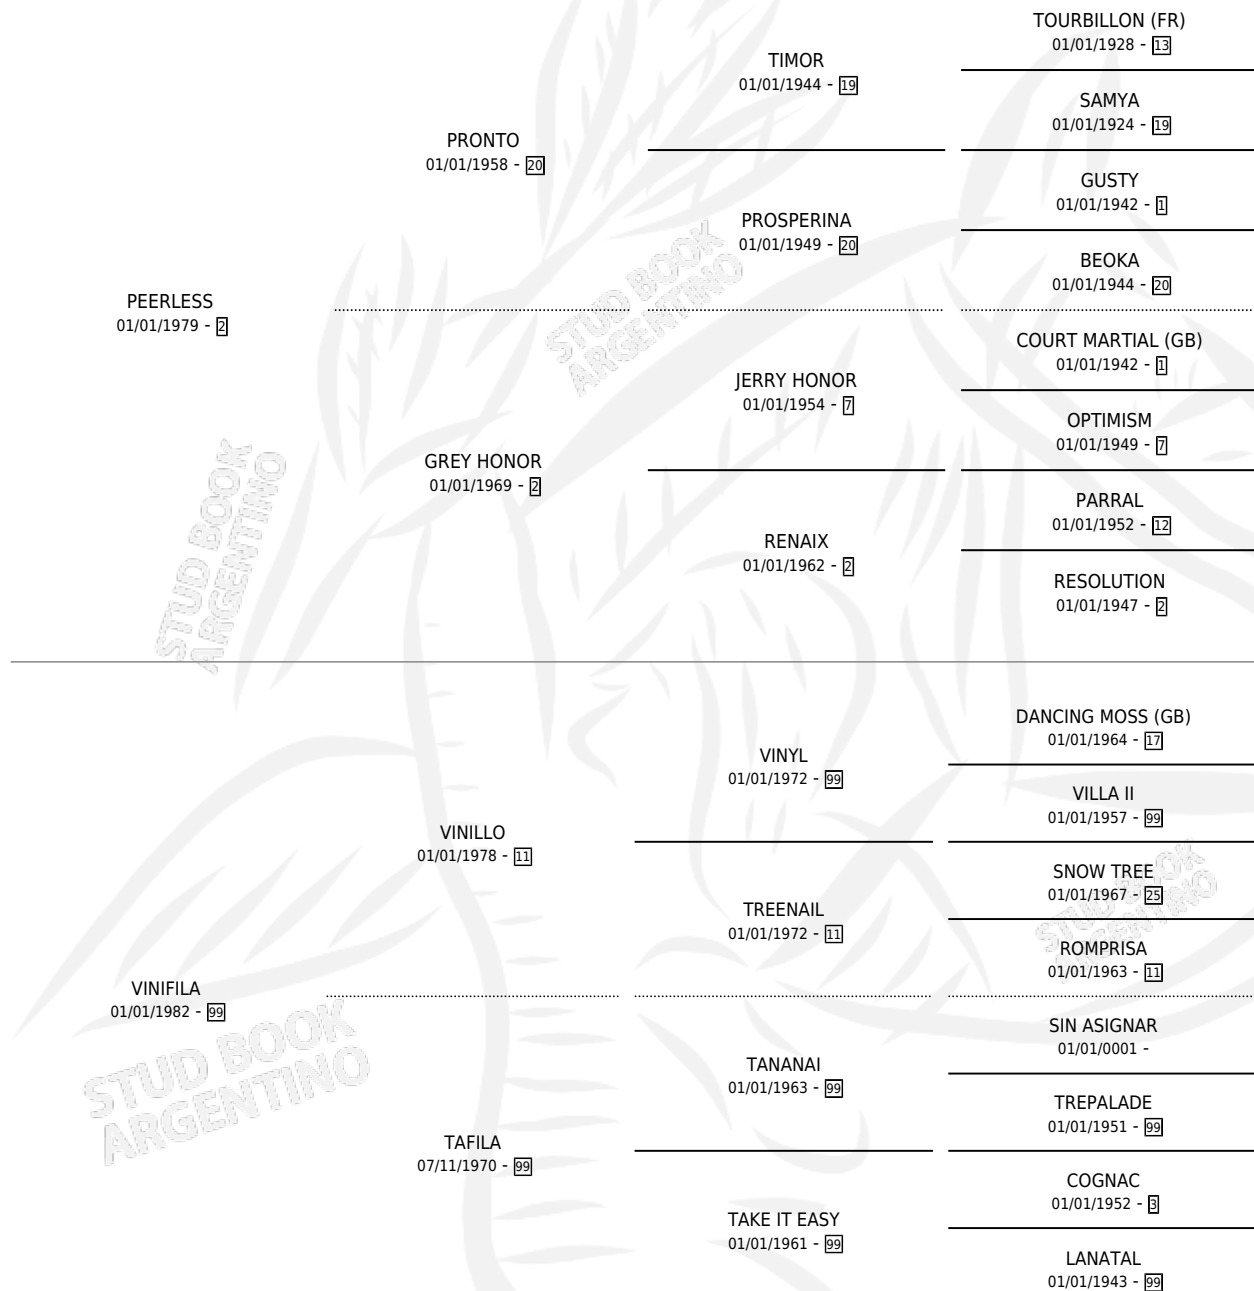 TOURBILLON (FR)
01/01/1928 - 13
TIMOR
01/01/1944 - 19
SAMYA
01/01/1924 - 19
PRONTO
01/01/1958 - 20
GUSTY
01/01/1942 - 1
PROSPERINA
01/01/1949 - 20
BEOKA
01/01/1944 - 20
PEERLESS
01/01/1979 - 2
COURT MARTIAL (GB)
01/01/1942 - 1
JERRY HONOR
01/01/1954 - 7
OPTIMISM
01/01/1949 - 7
GREY HONOR
01/01/1969 - 2
PARRAL
01/01/1952 - 12
RENAIX
01/01/1962 - 2
RESOLUTION
01/01/1947 - 2
DANCING MOSS (GB)
01/01/1964 - 17
VINYL
01/01/1972 - 99
VILLA II
01/01/1957 - 99
VINILLO
01/01/1978 - 11
SNOW TREE
01/01/1967 - 25
TREENAIL
01/01/1972 - 11
ROMPRISA
01/01/1963 - 11
VINIFILA
01/01/1982 - 99
SIN ASIGNAR
01/01/0001 -
TANANAI
01/01/1963 - 99
TREPALADE
01/01/1951 - 99
TAFILA
07/11/1970 - 99
COGNAC
01/01/1952 - 3
TAKE IT EASY
01/01/1961 - 99
LANATAL
01/01/1943 - 99
STUD BOOK
ARGENTINO
STUD BOOK
ARGENTINO
STUD BOOK
ARGENTINO
STUD BOOK
ARGENTINO